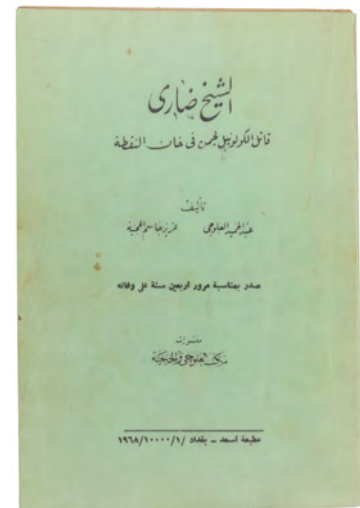 الشيخ ضاري
قاتل الكولونيل لجمن في خان النقطة
تأليف
عبد الحميد العلوجي عزيز جاسم الحجية
صدر بمناسبة مرور اربعين سنة على وفاته
منشورات
مكتب العلوجي والحجية
مطبعة أسعد - بغداد /١/١٠٠٠٠/١٩٦٨